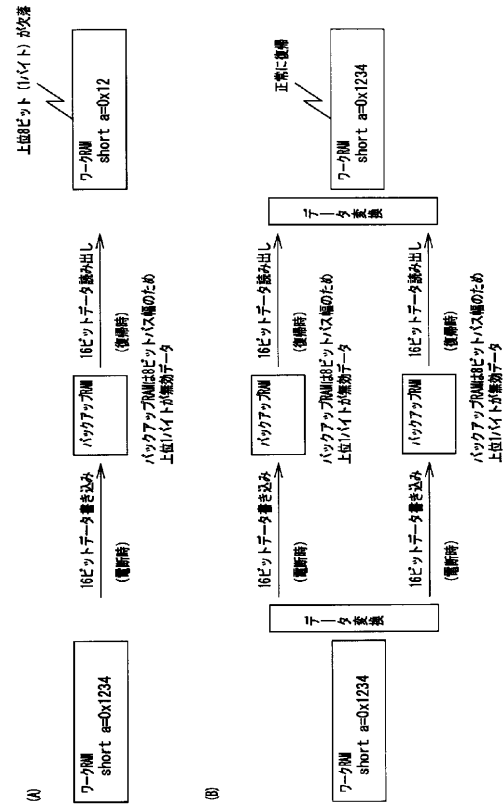 (A)
ワークRAM
short a=0x1234
16ビットデータ書き込み
(電断時)
バックアップRAM
バックアップRAMは8ビットバス幅のため
上位1バイトが無効データ
16ビットデータ読み出し
(復帰時)
ワークRAM
short a=0x12
上位8ビット (1バイト) が欠落
(B)
ワークRAM
short a=0x1234
データ変換
16ビットデータ書き込み
(電断時)
バックアップRAM
バックアップRAMは8ビットバス幅のため
上位1バイトが無効データ
16ビットデータ読み出し
(復帰時)
16ビットデータ書き込み
(電断時)
バックアップRAM
バックアップRAMは8ビットバス幅のため
上位1バイトが無効データ
16ビットデータ読み出し
(復帰時)
データ変換
ワークRAM
short a=0x1234
正常に復帰